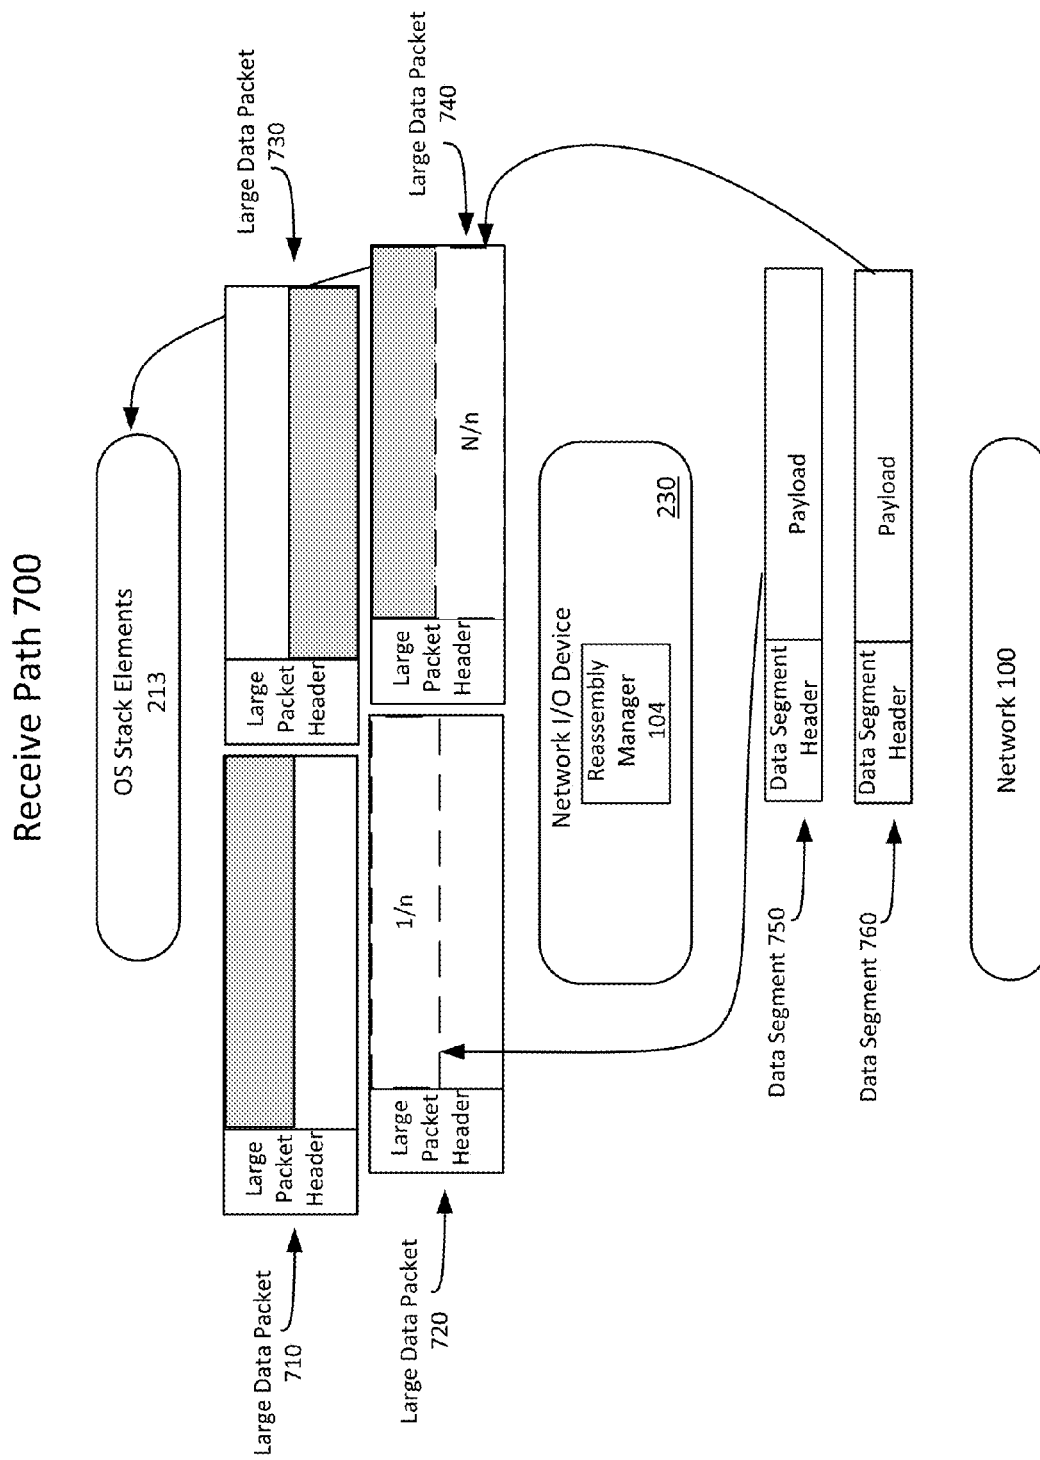 Receive Path 700
OS Stack Elements
213
Large Data Packet
710
Large
Packet
Header
Large
Packet
Header
Large Data Packet
730
Large Data Packet
720
Large
Packet
Header
1/n
Large
Packet
Header
N/n
Large Data Packet
740
Network I/O Device
230
Reassembly
Manager
104
Data Segment 750
Data Segment
Header
Payload
Data Segment 760
Data Segment
Header
Payload
Network 100